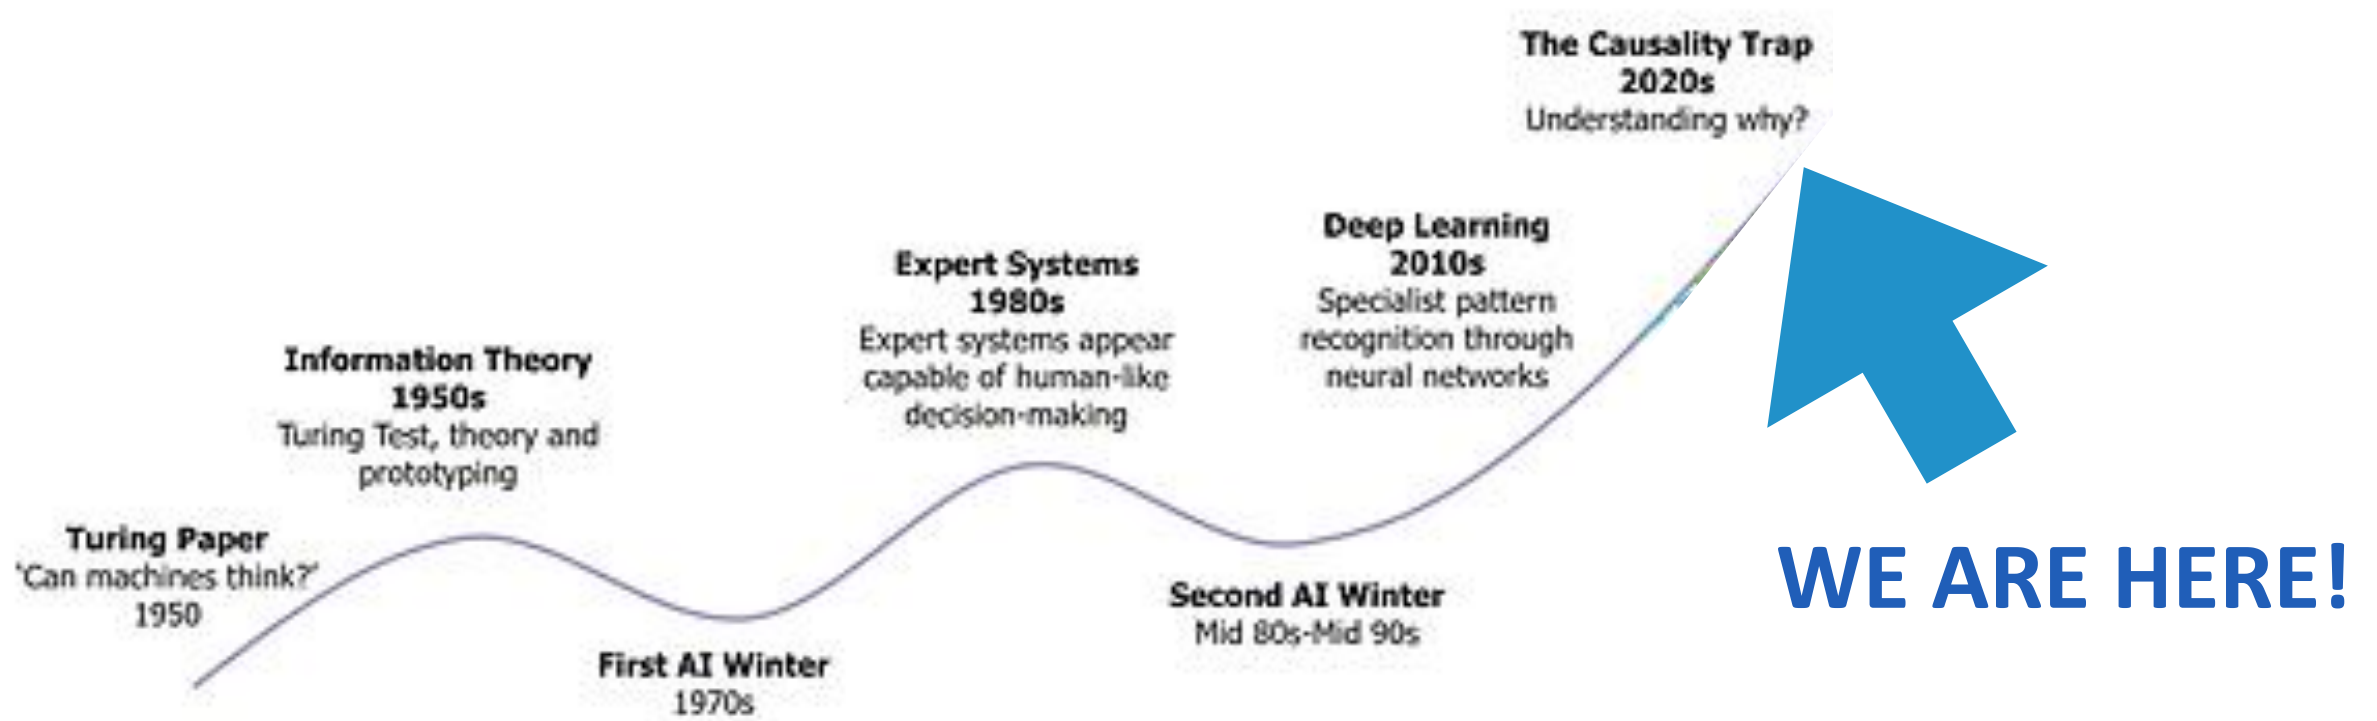 Turing Paper
'Can machines think?'
1950
Information Theory
1950s
Turing Test, theory and
prototyping
First AI Winter
1970s
Expert Systems
1980s
Expert systems appear
capable of human-like
decision-making
Second AI Winter
Mid 80s-Mid 90s
Deep Learning
2010s
Specialist pattern
recognition through
neural networks
The Causality Trap
2020s
Understanding why?
WE ARE HERE!